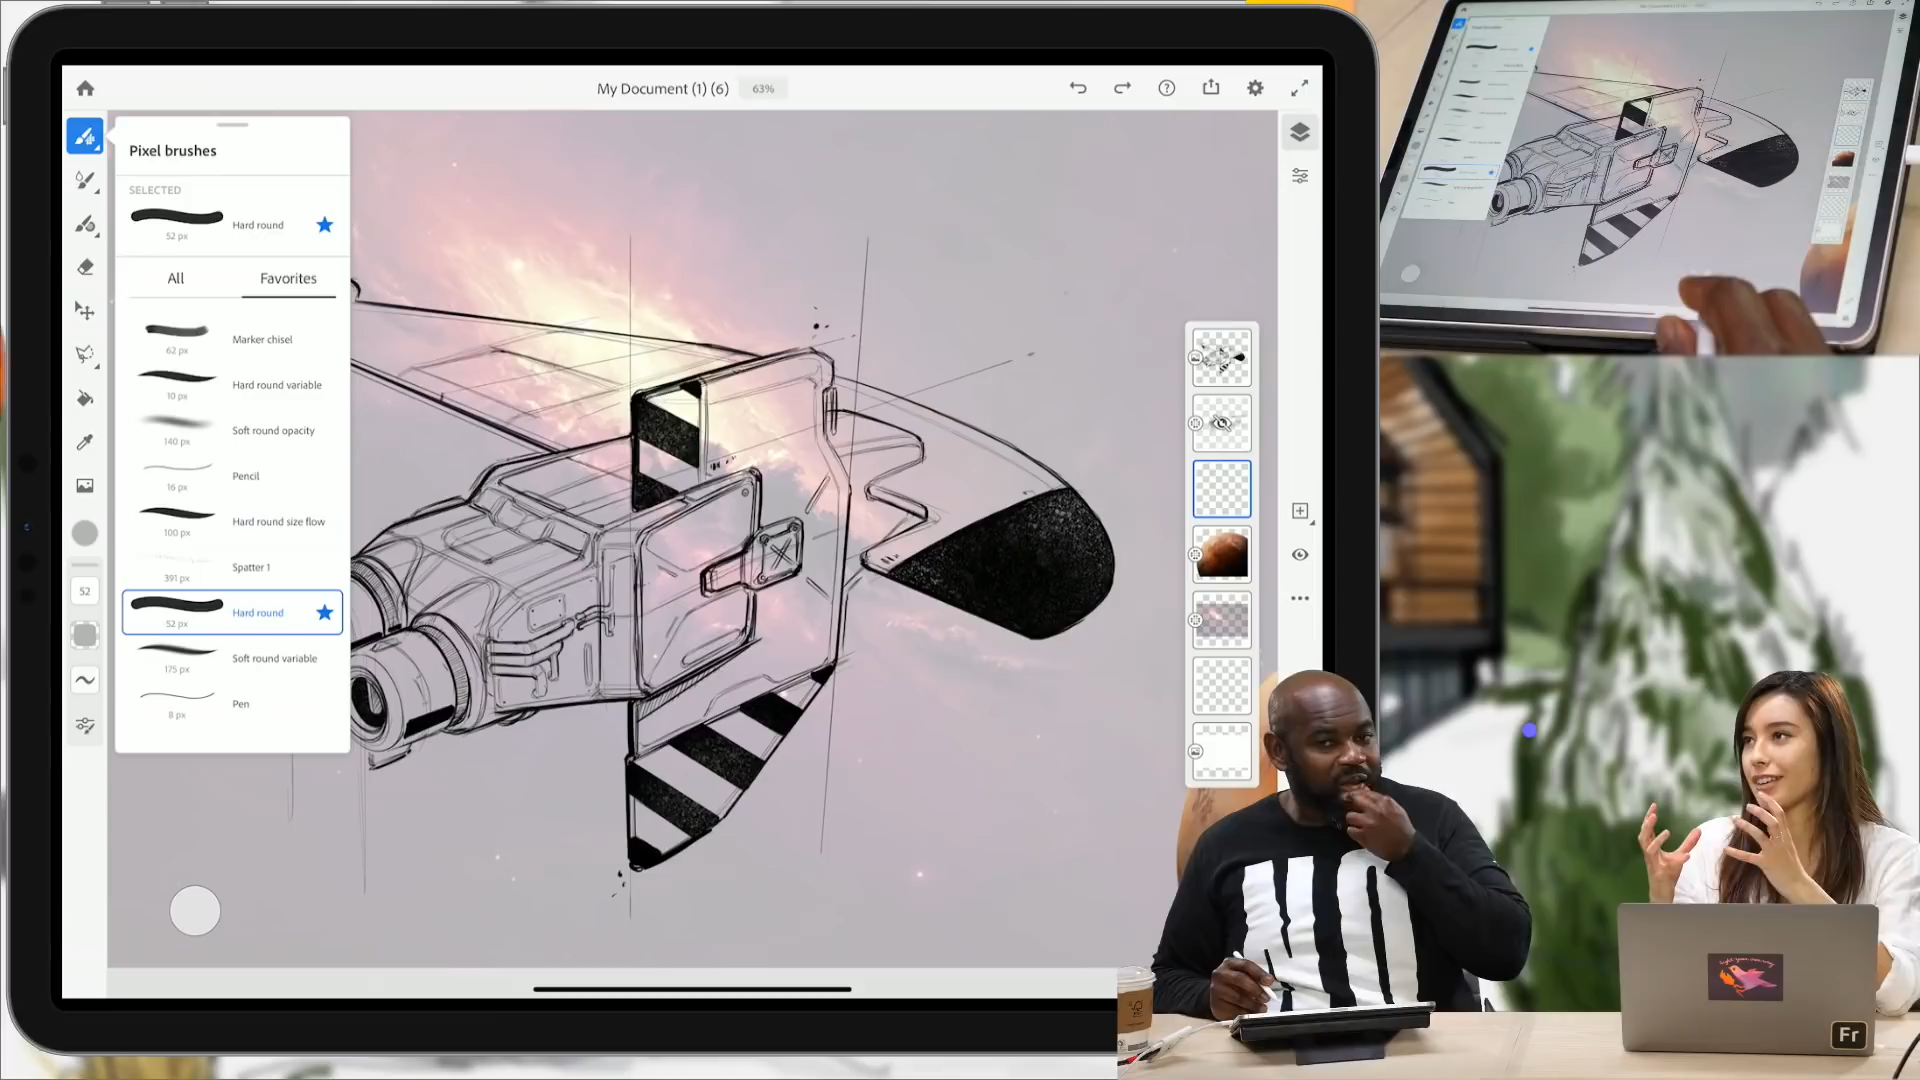 My Document (1) (6)
63%
Pixel brushes
SELECTED
Hard round
52 px
All
Favorites
Marker chisel
62 px
Hard round variable
10 px
Soft round opacity
140 px
Pencil
16 px
Hard round size flow
100 px
Spatter 1
391 px
Hard round
52 px
Soft round variable
175 px
Pen
8 px
52
Fr